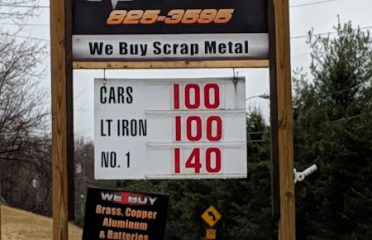 825-3595
We Buy Scrap Metal
CARS 100
LT IRON 100
NO. 1 140
WE BUY
Brass, Copper
Aluminum
& Batteries